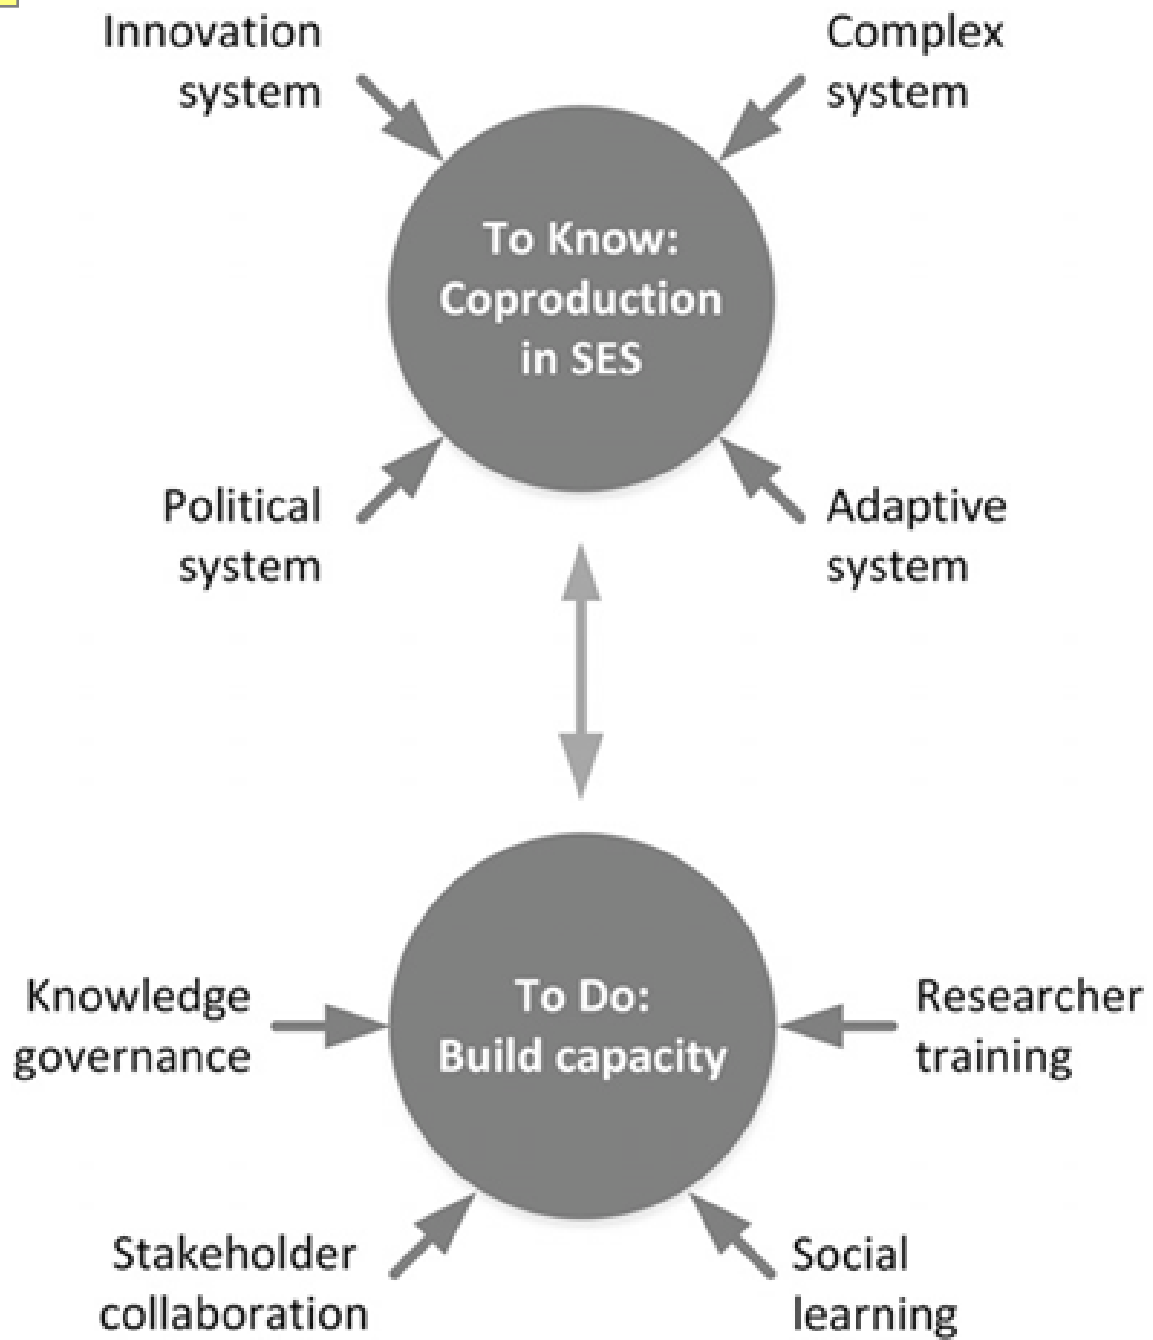 Innovation
system
Complex
system
To Know:
Coproduction
in SES
Political
system
Adaptive
system
To Do:
Build capacity
Knowledge
governance
Researcher
training
Stakeholder
collaboration
Social
learning